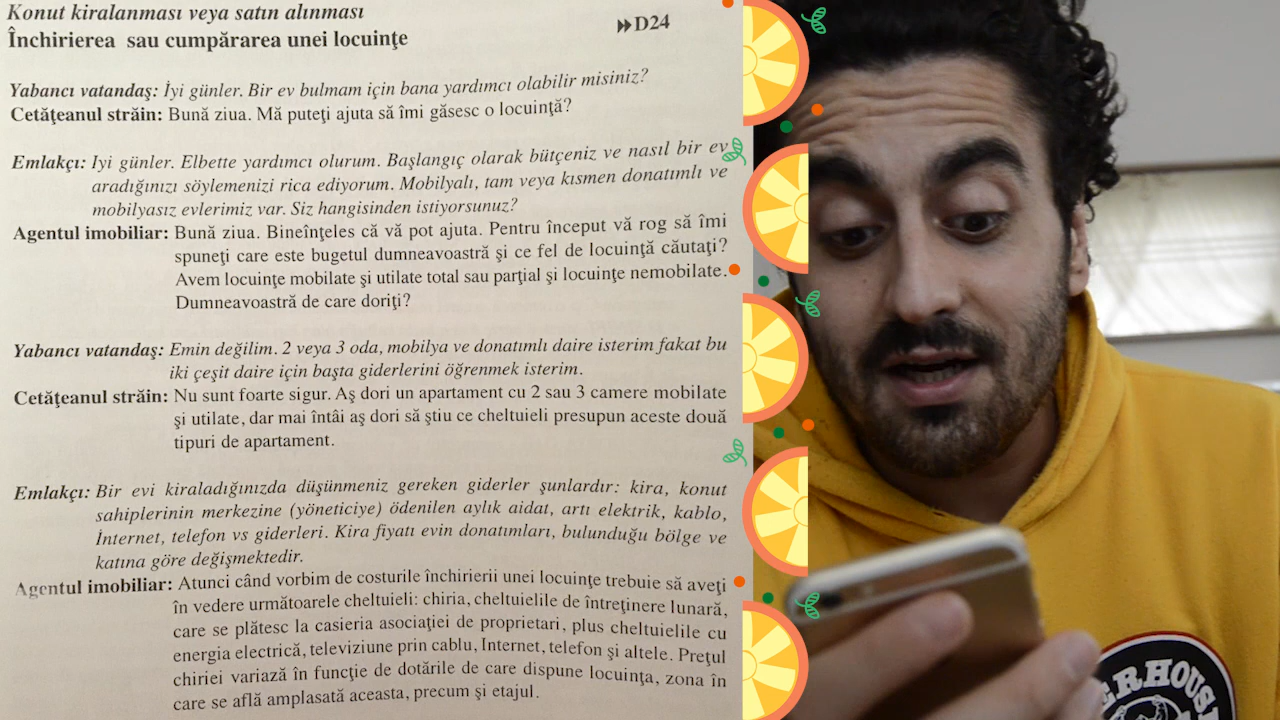 Konut kiralanması veya satın alınması
Închirierea sau cumpărarea unei locuinţe
D24
Yabancı vatandaş: İyi günler. Bir ev bulmam için bana yardımcı olabilir misiniz?
Cetăţeanul străin: Bună ziua. Mă puteţi ajuta să îmi găsesc o locuinţă?
Emlakçı: Iyi günler. Elbette yardımcı olurum. Başlangıç olarak bütçeniz ve nasıl bir ev
aradığınızı söylemenizi rica ediyorum. Mobilyalı, tam veya kısmen donatımlı ve
mobilyasız evlerimiz var. Siz hangisinden istiyorsunuz?
Agentul imobiliar: Bună ziua. Bineînţeles că vă pot ajuta. Pentru început vă rog să îmi
spuneţi care este bugetul dumneavoastră şi ce fel de locuinţă căutaţi?
Avem locuinţe mobilate şi utilate total sau parţial şi locuinţe nemobilate.
Dumneavoastră de care doriţi?
Yabancı vatandaş: Emin değilim. 2 veya 3 oda, mobilya ve donatımlı daire isterim fakat bu
iki çeşit daire için başta giderlerini öğrenmek isterim.
Cetăţeanul străin: Nu sunt foarte sigur. Aş dori un apartament cu 2 sau 3 camere mobilate
şi utilate, dar mai întâi aş dori să ştiu ce cheltuieli presupun aceste două
tipuri de apartament.
Emlakçı: Bir evi kiraladığınızda düşünmeniz gereken giderler şunlardır: kira, konut
sahiplerinin merkezine (yöneticiye) ödenilen aylık aidat, artı elektrik, kablo,
İnternet, telefon vs giderleri. Kira fiyatı evin donatımları, bulunduğu bölge ve
katına göre değişmektedir.
Agentul imobiliar: Atunci când vorbim de costurile închirierii unei locuinţe trebuie să aveţi
în vedere următoarele cheltuieli: chiria, cheltuielile de întreţinere lunară,
care se plătesc la casieria asociaţiei de proprietari, plus cheltuielile cu
energia electrică, televiziune prin cablu, Internet, telefon şi altele. Preţul
chiriei variază în funcţie de dotările de care dispune locuinţa, zona în
care se află amplasată aceasta, precum şi etajul.